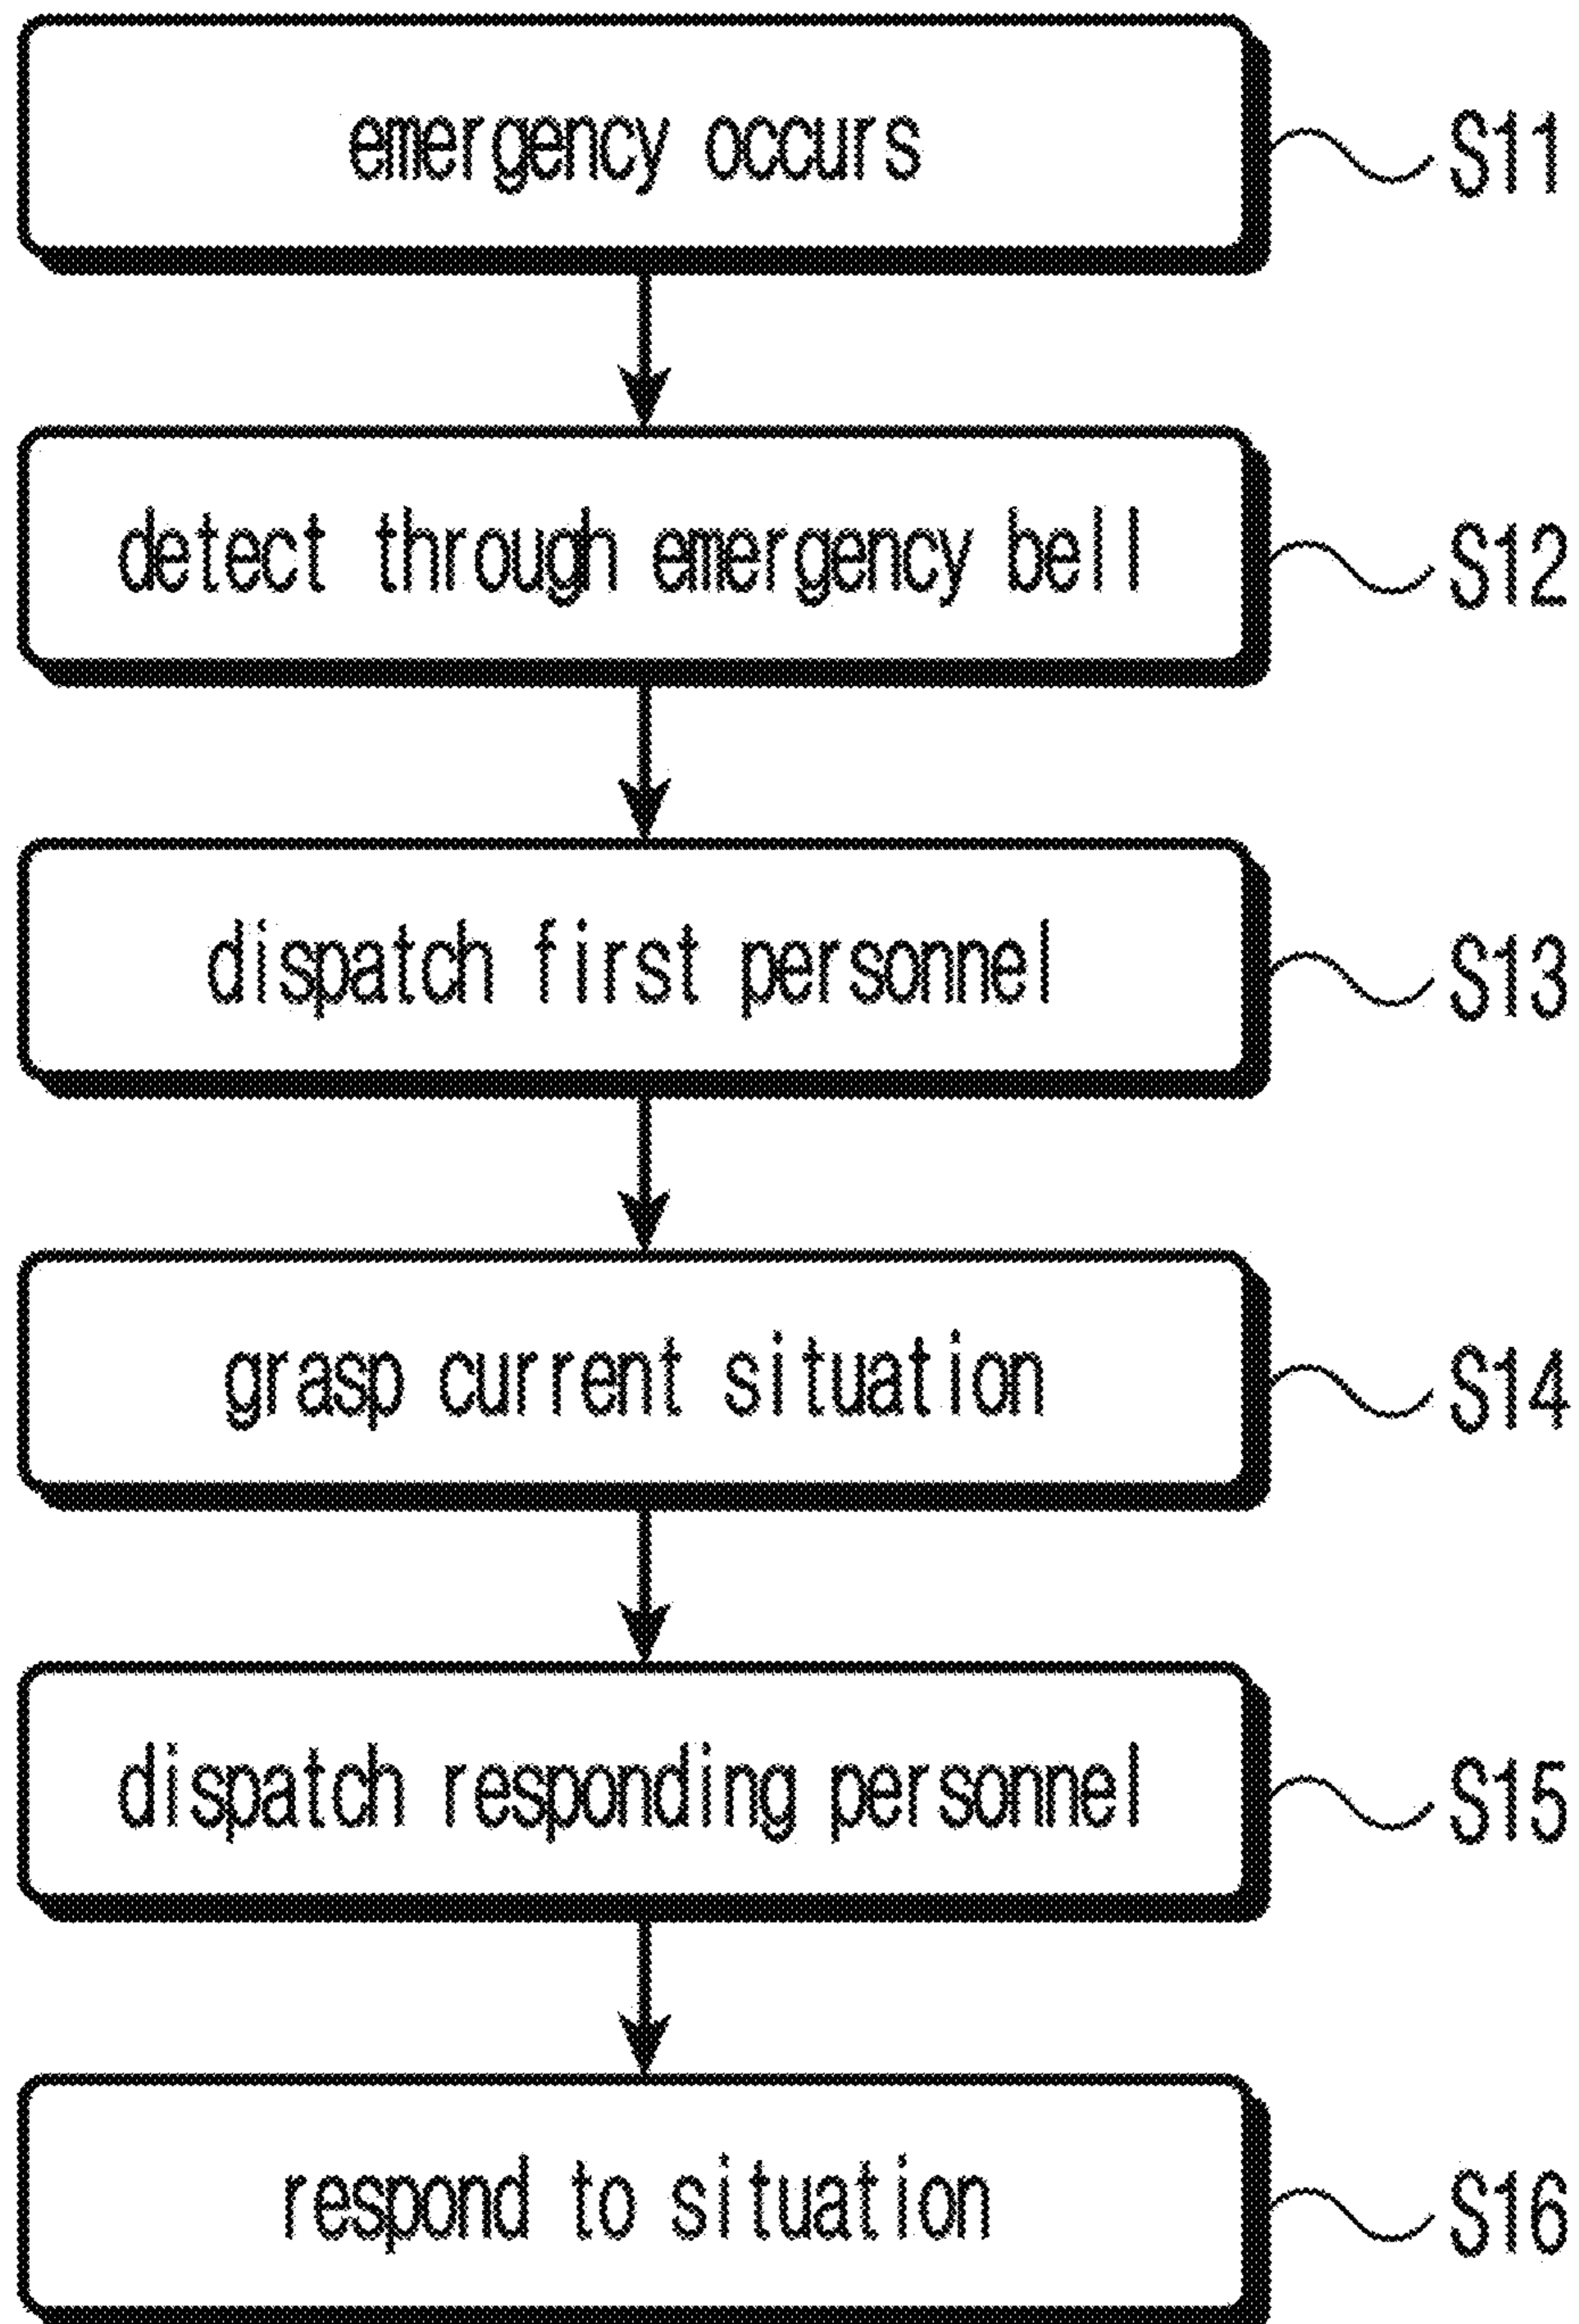 emergency occurs S11
detect through emergency bell S12
dispatch first personnel S13
grasp current situation S14
dispatch responding personnel S15
respond to situation S16